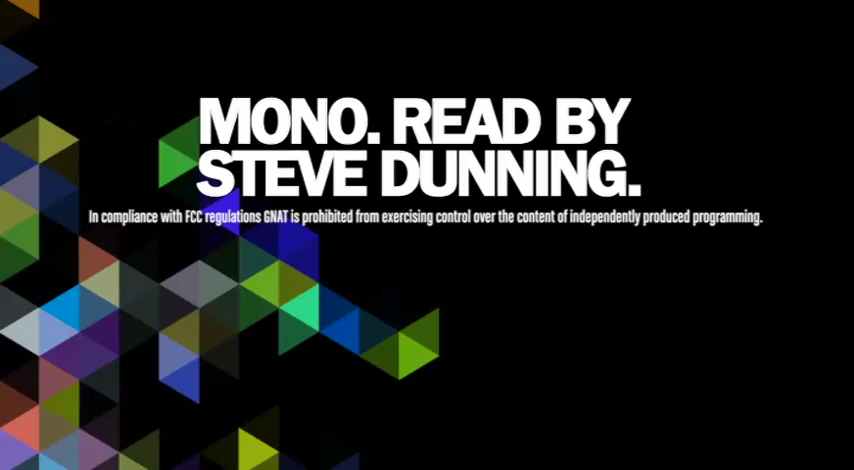 MONO. READ BY
STEVE DUNNING.
In compliance with FCC regulations GNAT is prohibited from exercising control over the content of independently produced programming.